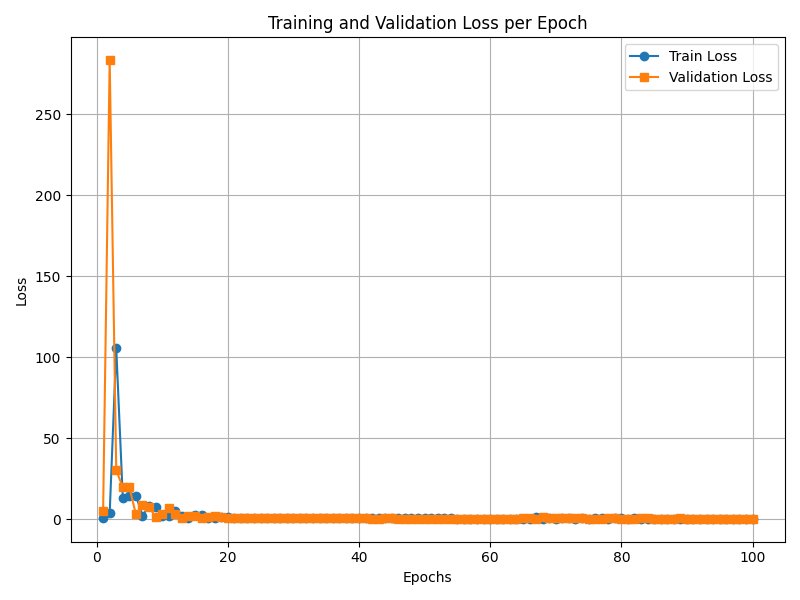 Training and Validation Loss per Epoch
Train Loss
Validation Loss
250
200
150
100
50
0
Loss
0 20 40 60 80 100
Epochs